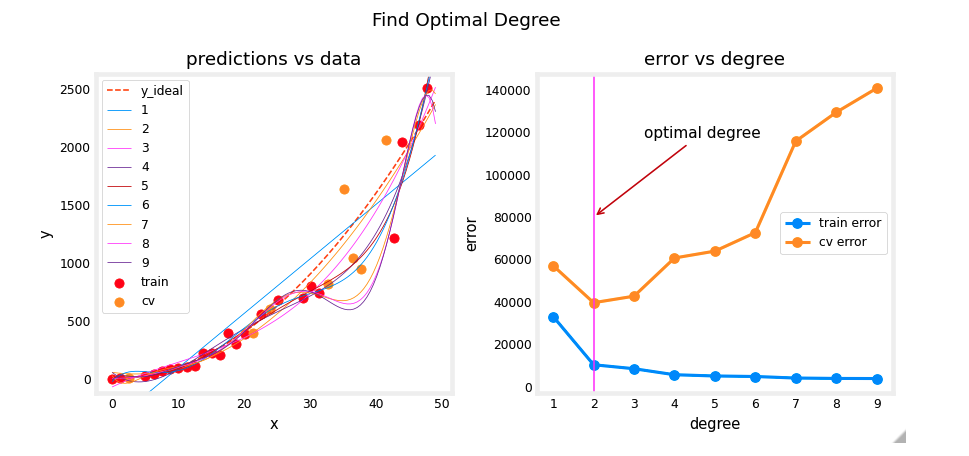 Find Optimal Degree
predictions vs data
2500
2000
1500
1000
500
0
y
0 10 20 30 40 50
x
y_ideal
1
2
3
4
5
6
7
8
9
train
cv
error vs degree
140000
120000
100000
80000
60000
40000
20000
0
error
optimal degree
train error
cv error
1 2 3 4 5 6 7 8 9
degree